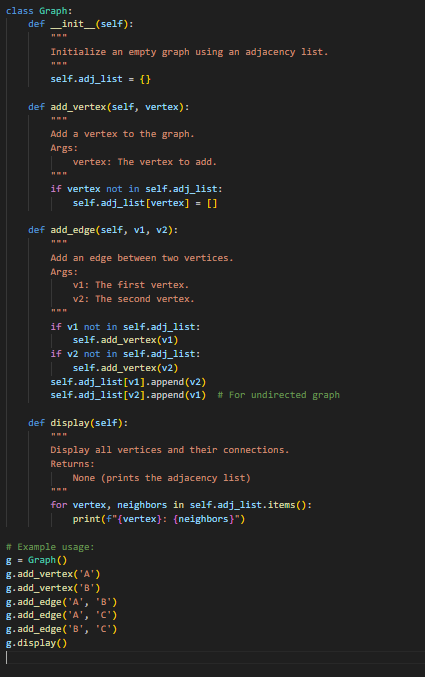 class Graph:
    def __init__(self):
        """
        Initialize an empty graph using an adjacency list.
        """
        self.adj_list = {}

    def add_vertex(self, vertex):
        """
        Add a vertex to the graph.
        Args:
            vertex: The vertex to add.
        """
        if vertex not in self.adj_list:
            self.adj_list[vertex] = []

    def add_edge(self, v1, v2):
        """
        Add an edge between two vertices.
        Args:
            v1: The first vertex.
            v2: The second vertex.
        """
        if v1 not in self.adj_list:
            self.add_vertex(v1)
        if v2 not in self.adj_list:
            self.add_vertex(v2)
        self.adj_list[v1].append(v2)
        self.adj_list[v2].append(v1)  # For undirected graph

    def display(self):
        """
        Display all vertices and their connections.
        Returns:
            None (prints the adjacency list)
        """
        for vertex, neighbors in self.adj_list.items():
            print(f"{vertex}: {neighbors}")

# Example usage:
g = Graph()
g.add_vertex('A')
g.add_vertex('B')
g.add_edge('A', 'B')
g.add_edge('A', 'C')
g.add_edge('B', 'C')
g.display()